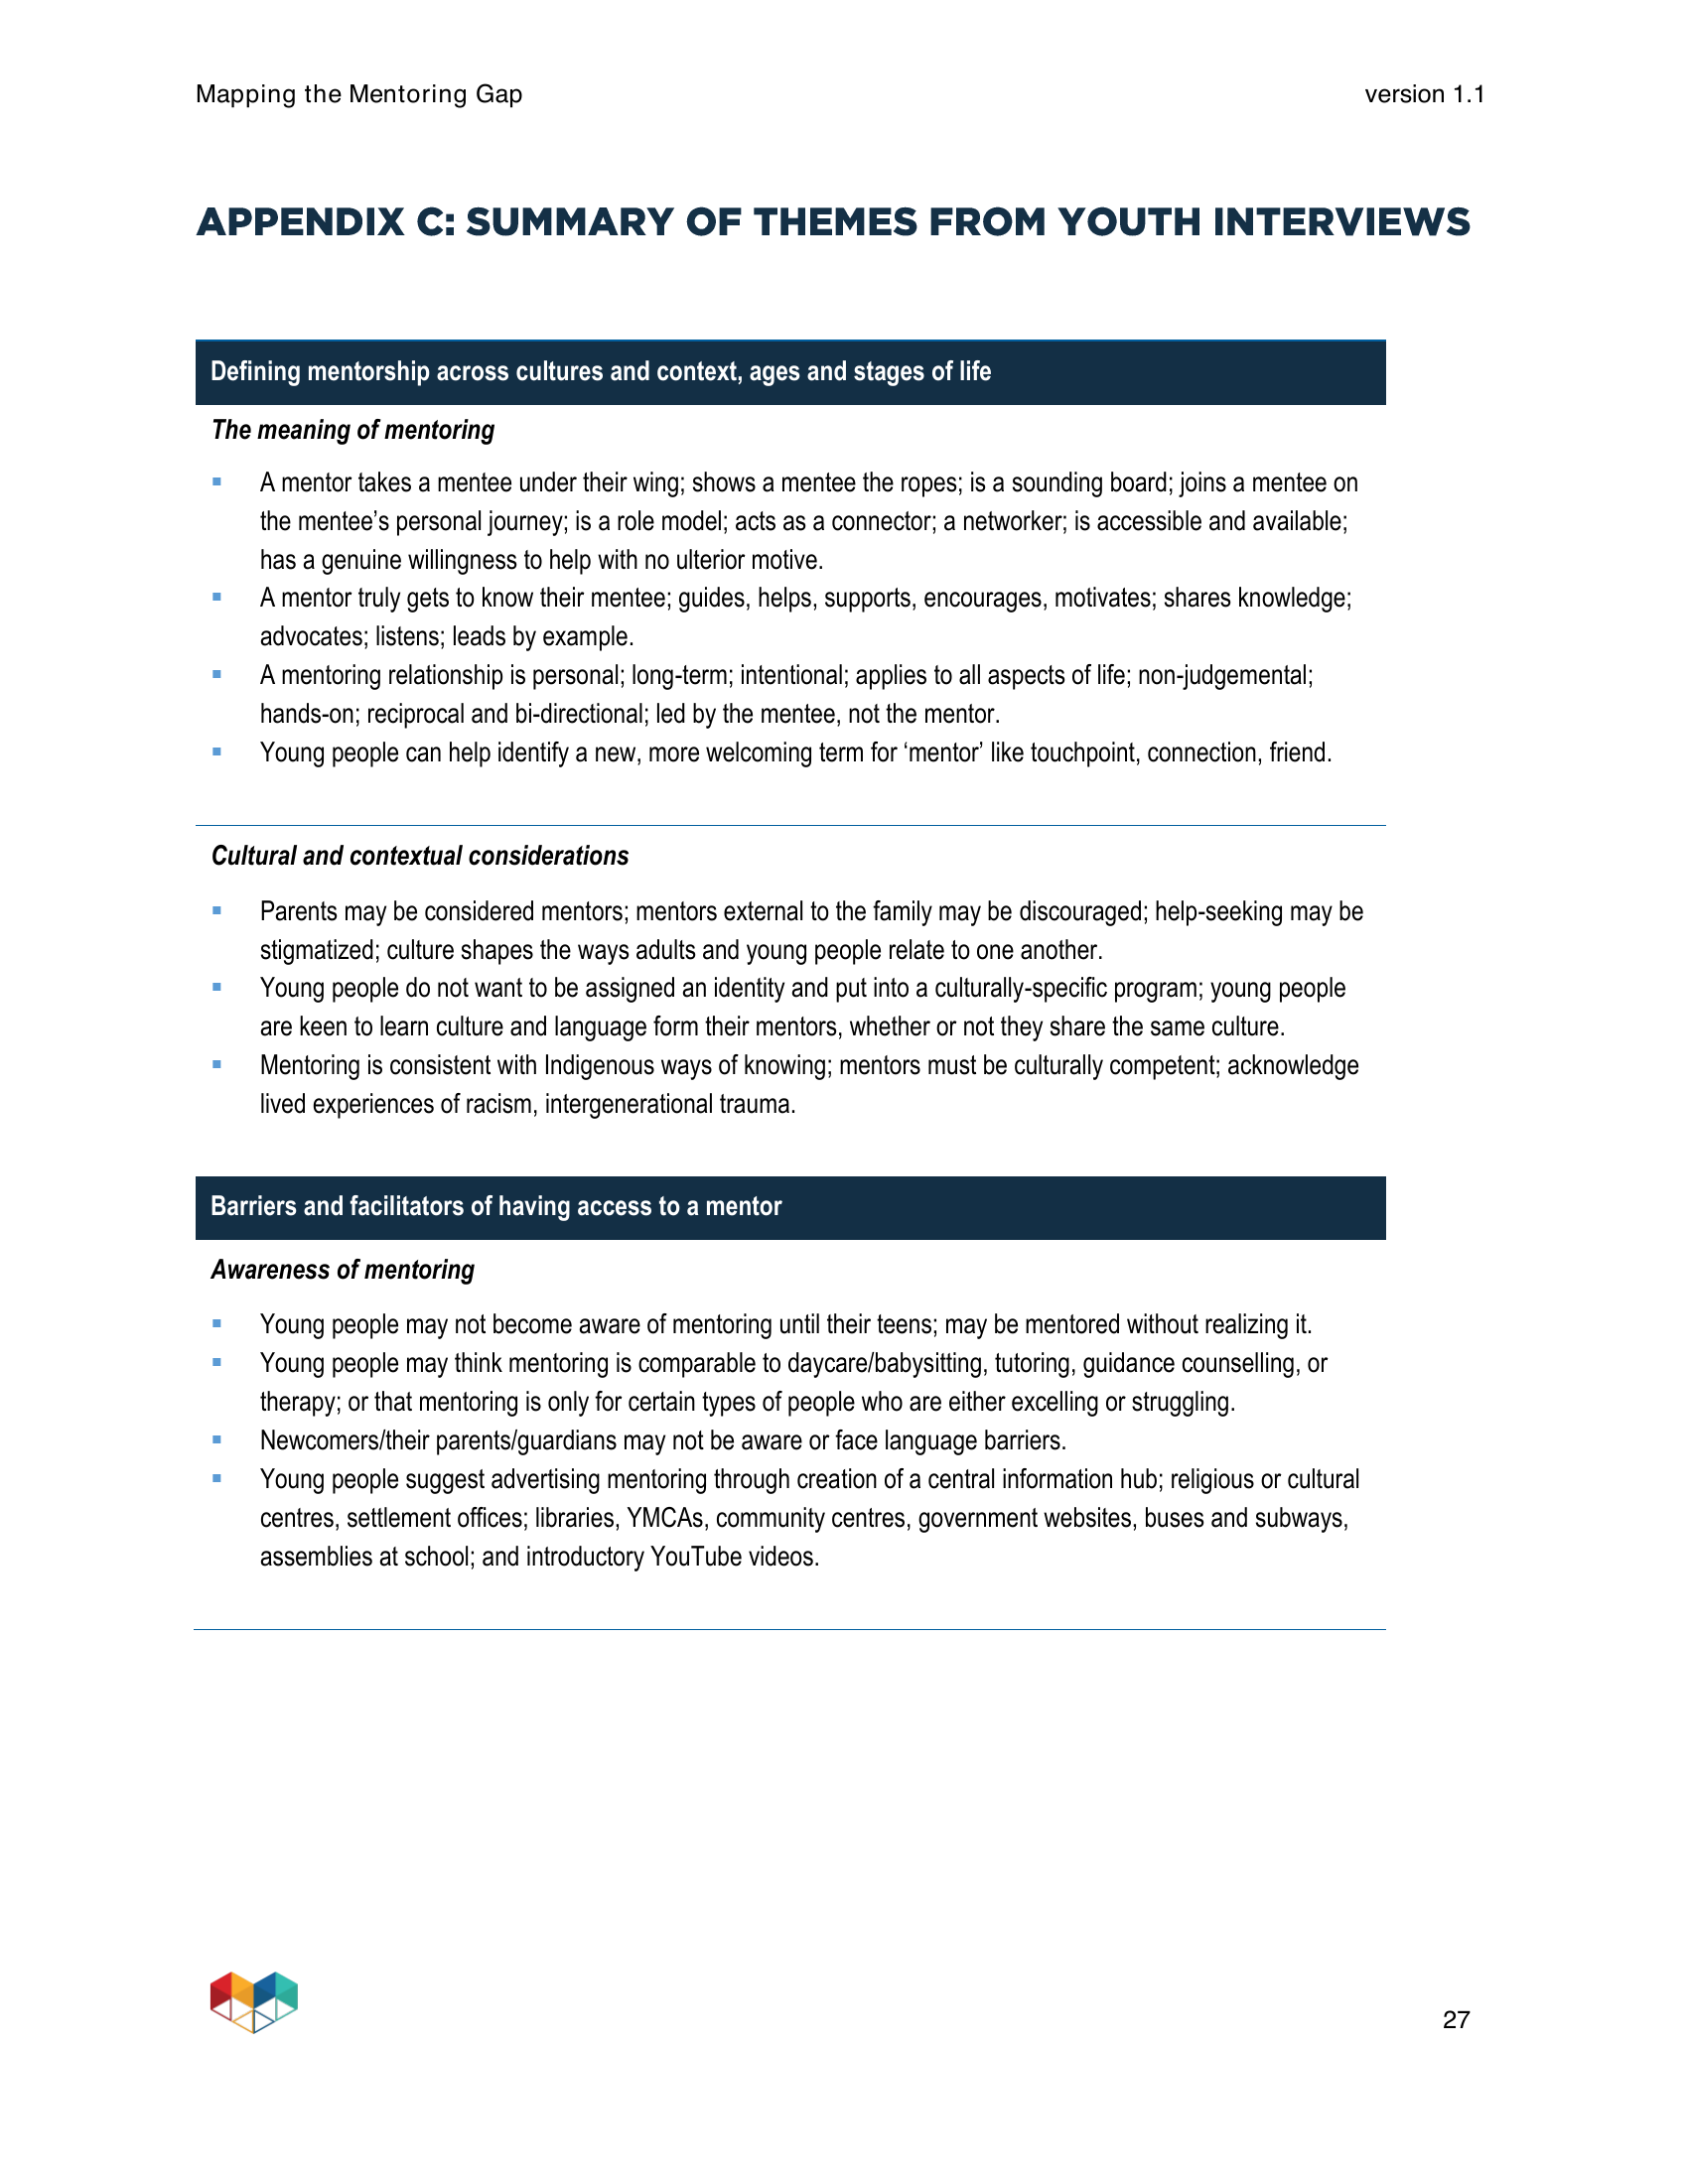 Mapping the Mentoring Gap
version 1.1
APPENDIX C: SUMMARY OF THEMES FROM YOUTH INTERVIEWS
Defining mentorship across cultures and context, ages and stages of life
The meaning of mentoring
▪ A mentor takes a mentee under their wing; shows a mentee the ropes; is a sounding board; joins a mentee on
the mentee’s personal journey; is a role model; acts as a connector; a networker; is accessible and available;
has a genuine willingness to help with no ulterior motive.
▪ A mentor truly gets to know their mentee; guides, helps, supports, encourages, motivates; shares knowledge;
advocates; listens; leads by example.
▪ A mentoring relationship is personal; long-term; intentional; applies to all aspects of life; non-judgemental;
hands-on; reciprocal and bi-directional; led by the mentee, not the mentor.
▪ Young people can help identify a new, more welcoming term for ‘mentor’ like touchpoint, connection, friend.
Cultural and contextual considerations
▪ Parents may be considered mentors; mentors external to the family may be discouraged; help-seeking may be
stigmatized; culture shapes the ways adults and young people relate to one another.
▪ Young people do not want to be assigned an identity and put into a culturally-specific program; young people
are keen to learn culture and language form their mentors, whether or not they share the same culture.
▪ Mentoring is consistent with Indigenous ways of knowing; mentors must be culturally competent; acknowledge
lived experiences of racism, intergenerational trauma.
Barriers and facilitators of having access to a mentor
Awareness of mentoring
▪ Young people may not become aware of mentoring until their teens; may be mentored without realizing it.
▪ Young people may think mentoring is comparable to daycare/babysitting, tutoring, guidance counselling, or
therapy; or that mentoring is only for certain types of people who are either excelling or struggling.
▪ Newcomers/their parents/guardians may not be aware or face language barriers.
▪ Young people suggest advertising mentoring through creation of a central information hub; religious or cultural
centres, settlement offices; libraries, YMCAs, community centres, government websites, buses and subways,
assemblies at school; and introductory YouTube videos.
27